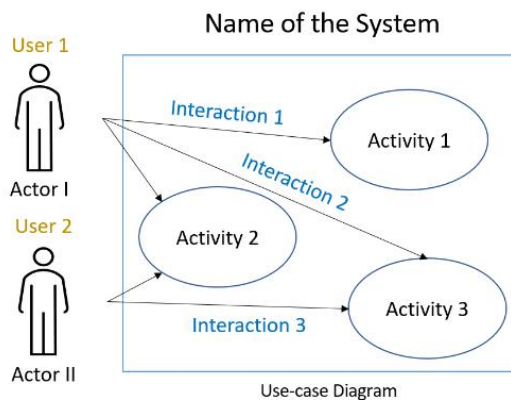 Name of the System
User 1
Interaction 1
Activity 1
Interaction 2
Actor I
User 2
Activity 2
Activity 3
Interaction 3
Actor II
Use-case Diagram